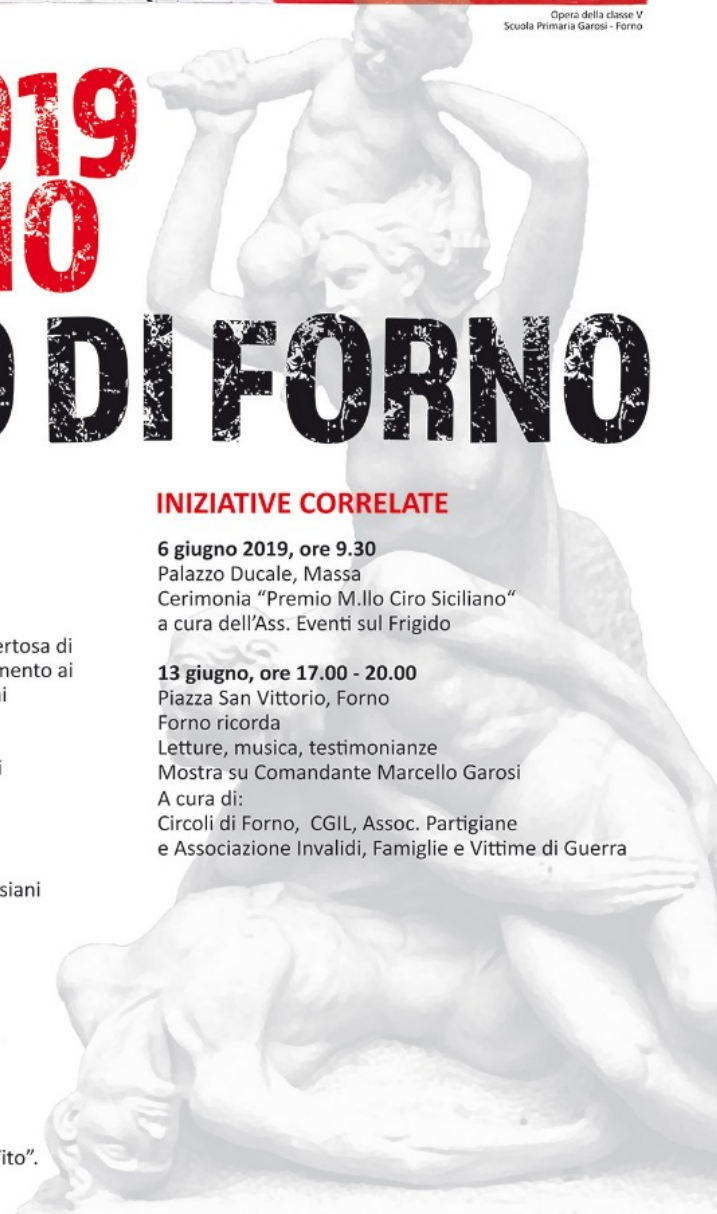 Opera della classe V
Scuola Primaria Garosi - Forno
019
DI FORNO
INIZIATIVE CORRELATE
6 giugno 2019, ore 9.30
Palazzo Ducale, Massa
Cerimonia “Premio M.llo Ciro Siciliano“
a cura dell’Ass. Eventi sul Frigido
13 giugno, ore 17.00 - 20.00
Piazza San Vittorio, Forno
Forno ricorda
Letture, musica, testimonianze
Mostra su Comandante Marcello Garosi
A cura di:
Circoli di Forno, CGIL, Assoc. Partigiane
e Associazione Invalidi, Famiglie e Vittime di Guerra
ertosa di
mento ai
siani
ito”.